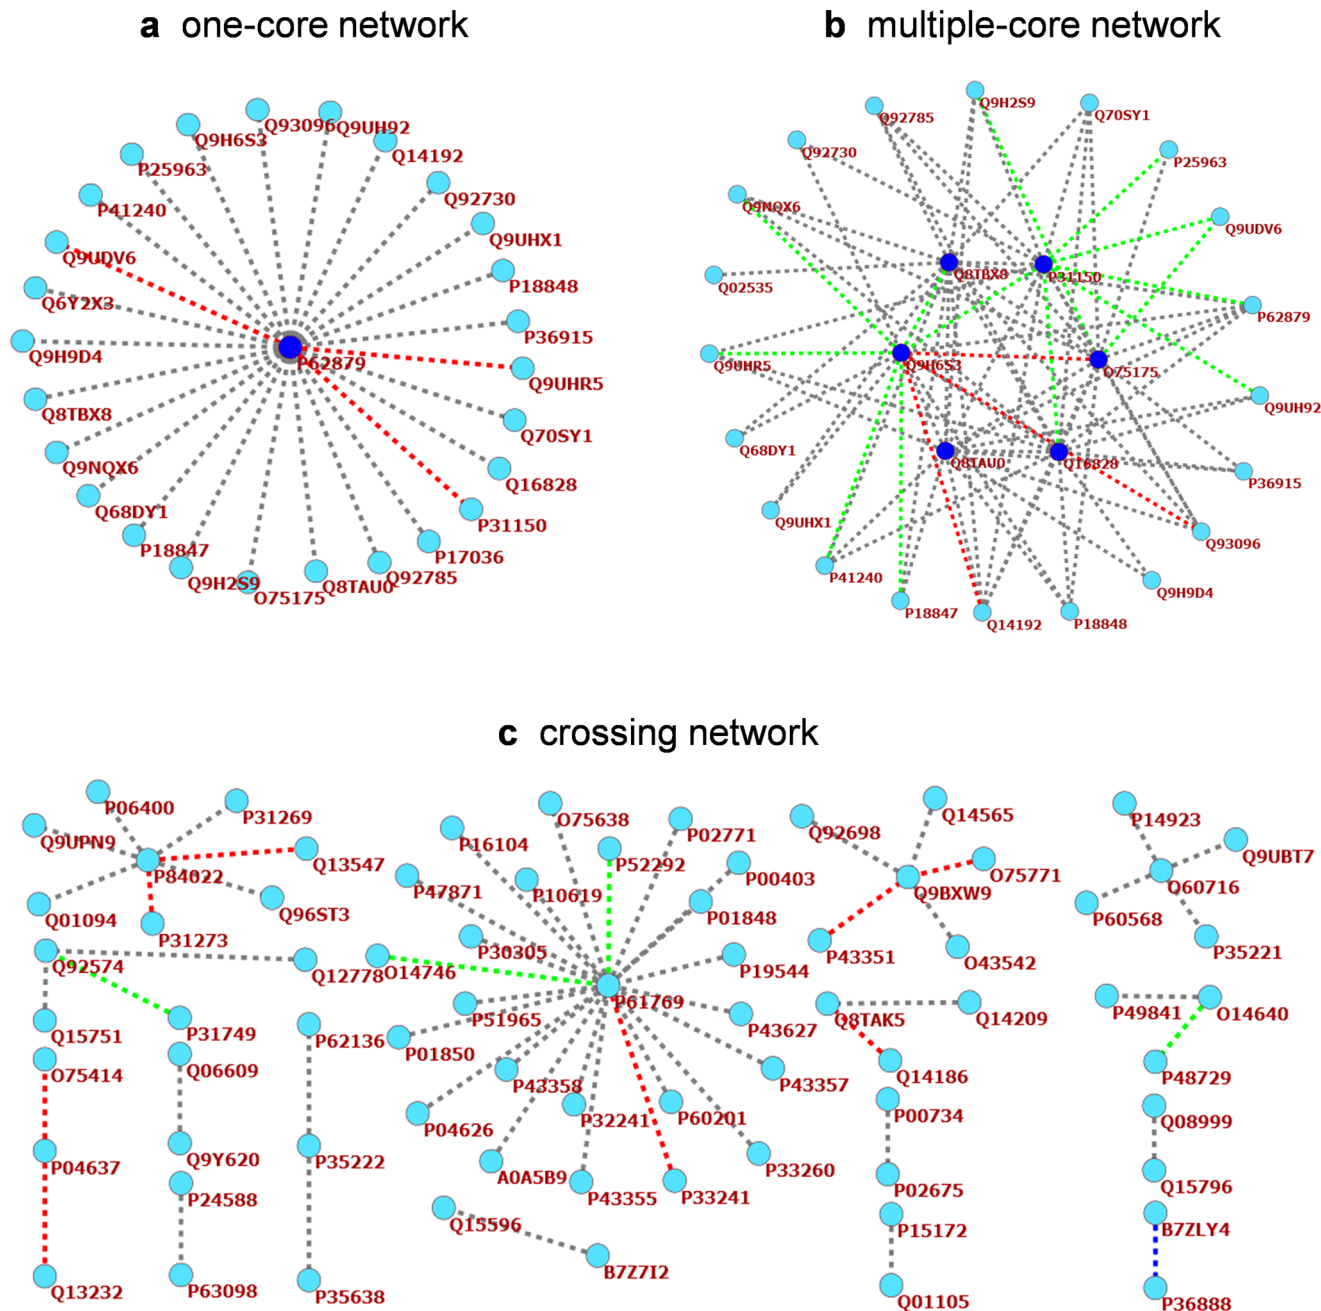 a one-core network
b multiple-core network
Q93096
Q9UH92
Q9H6S3
Q14192
P25963
Q92730
P41240
Q9UHX1
Q9UDV6
P18848
Q6Y2X3
P36915
Q9H9D4
P62879
Q9UHR5
Q8TBX8
Q70SY1
Q9NQX6
Q16828
Q68DY1
P31150
P18847
P17036
Q9H2S9
Q92785
O75175
Q8TAU0
Q9H2S9
Q92785
Q70SY1
Q92730
P25963
Q9NQX6
Q9UDV6
Q8TBX8
P31150
Q02535
P62879
Q9UHR5
Q9H6S3
O75175
Q9UH92
Q68DY1
Q8TAU0
Q16828
P36915
Q9UHX1
Q93096
P41240
Q9H9D4
P18847
Q14192
P18848
c crossing network
P06400
P31269
Q9UPN9
Q13547
P84022
Q01094
Q96ST3
P31273
Q92574
Q12778
Q15751
P31749
O75414
Q06609
P62136
P04637
Q9Y620
P35222
P24588
Q13232
P63098
P35638
O75638
P16104
P02771
P52292
P00403
P47871
P10619
P01848
P30305
O14746
P19544
P61769
P51965
P43627
P01850
P43358
P43357
P04626
P32241
P60201
A0A5B9
P43355
P33241
P33260
Q15596
B7Z7I2
Q14565
Q92698
O75771
Q9BXW9
P43351
O43542
Q8TAK5
Q14209
Q14186
P00734
P02675
P15172
Q01105
P14923
Q9UBT7
O60716
P60568
P35221
P49841
O14640
P48729
Q08999
Q15796
B7ZLY4
P36888